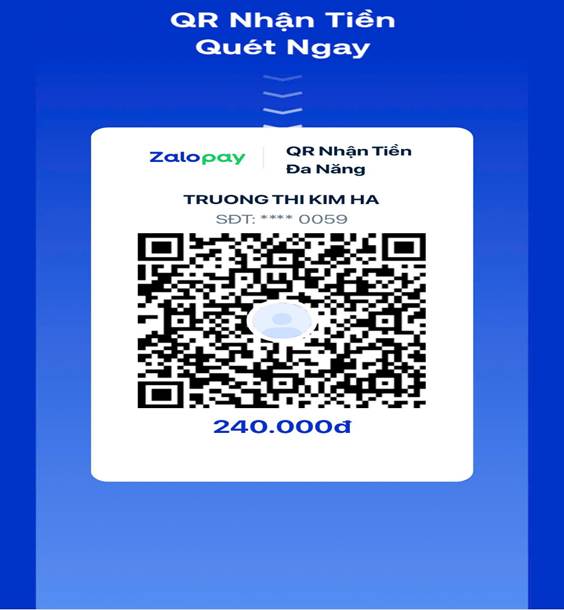 QR Nhận Tiền
Quét Ngay
Zalopay
QR Nhận Tiền
Đa Năng
TRUONG THI KIM HA
SĐT: **** 0059
240.000đ